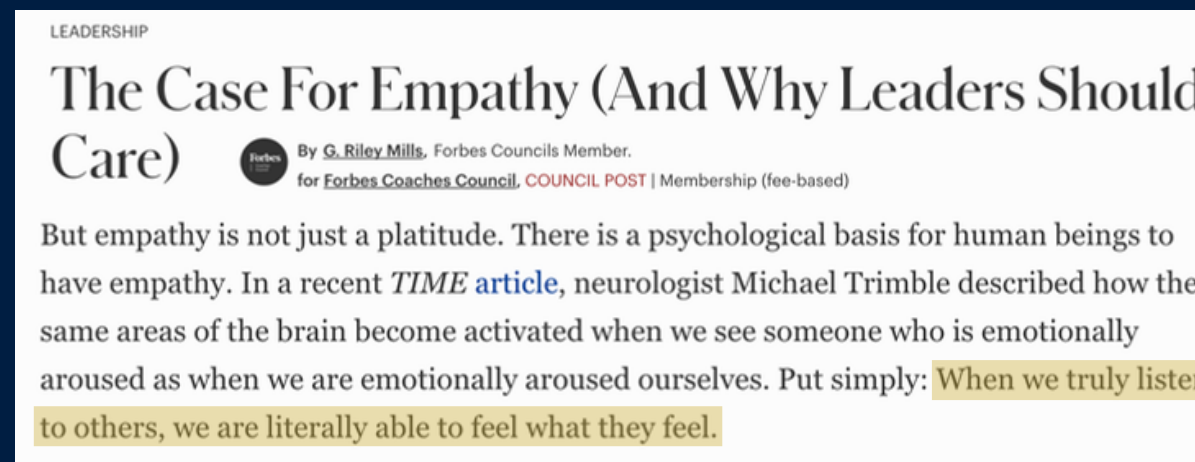 LEADERSHIP
The Case For Empathy (And Why Leaders Should
Care)
Forbes
By G. Riley Mills, Forbes Councils Member.
for Forbes Coaches Council, COUNCIL POST | Membership (fee-based)
But empathy is not just a platitude. There is a psychological basis for human beings to
have empathy. In a recent TIME article, neurologist Michael Trimble described how the
same areas of the brain become activated when we see someone who is emotionally
aroused as when we are emotionally aroused ourselves. Put simply: When we truly liste
to others, we are literally able to feel what they feel.